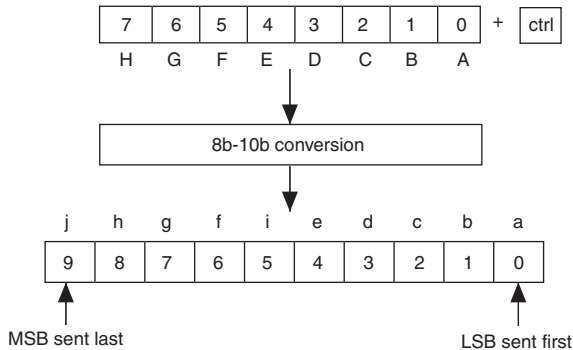 7 6 5 4 3 2 1 0 + ctrl
H G F E D C B A
8b-10b conversion
j h g f i e d c b a
9 8 7 6 5 4 3 2 1 0
MSB sent last LSB sent first